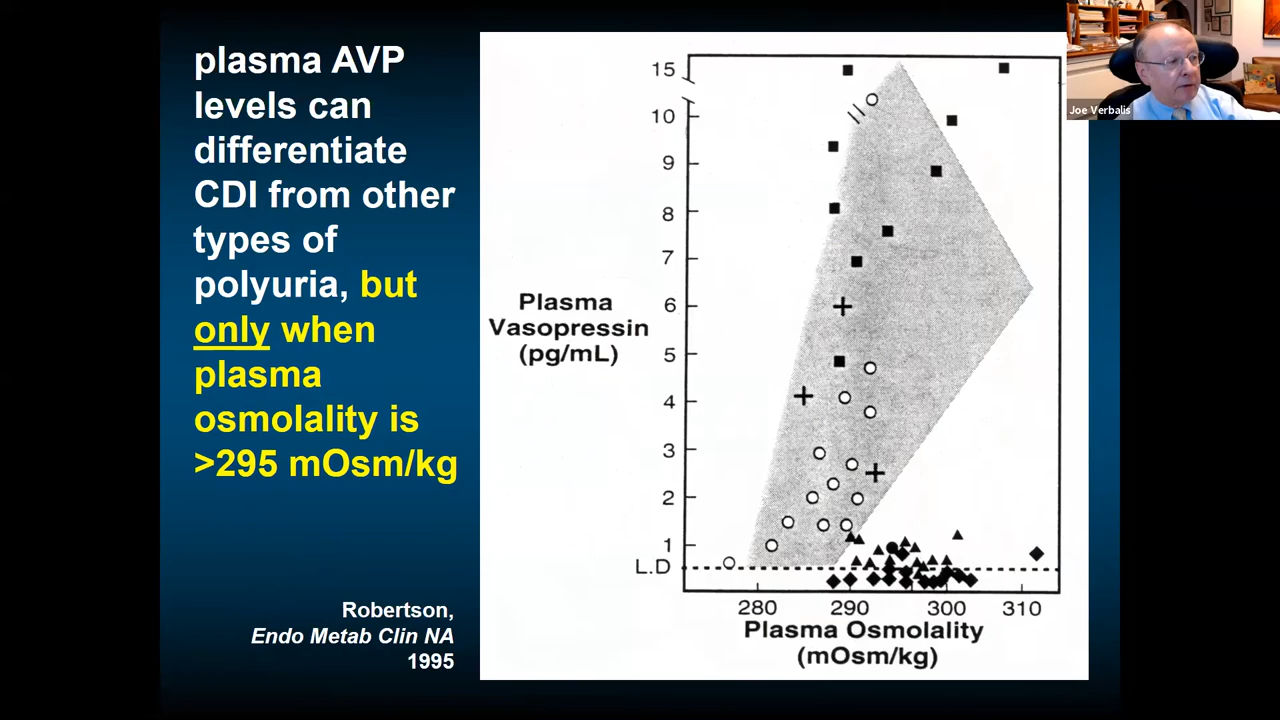 plasma AVP
levels can
differentiate
CDI from other
types of
polyuria, but
only when
plasma
osmolality is
>295 mOsm/kg
Robertson,
Endo Metab Clin NA
1995
Plasma
Vasopressin
(pg/mL)
15
10
9
8
7
6
5
4
3
2
1
L.D
280 290 300 310
Plasma Osmolality
(mOsm/kg)
Joe Verbalis